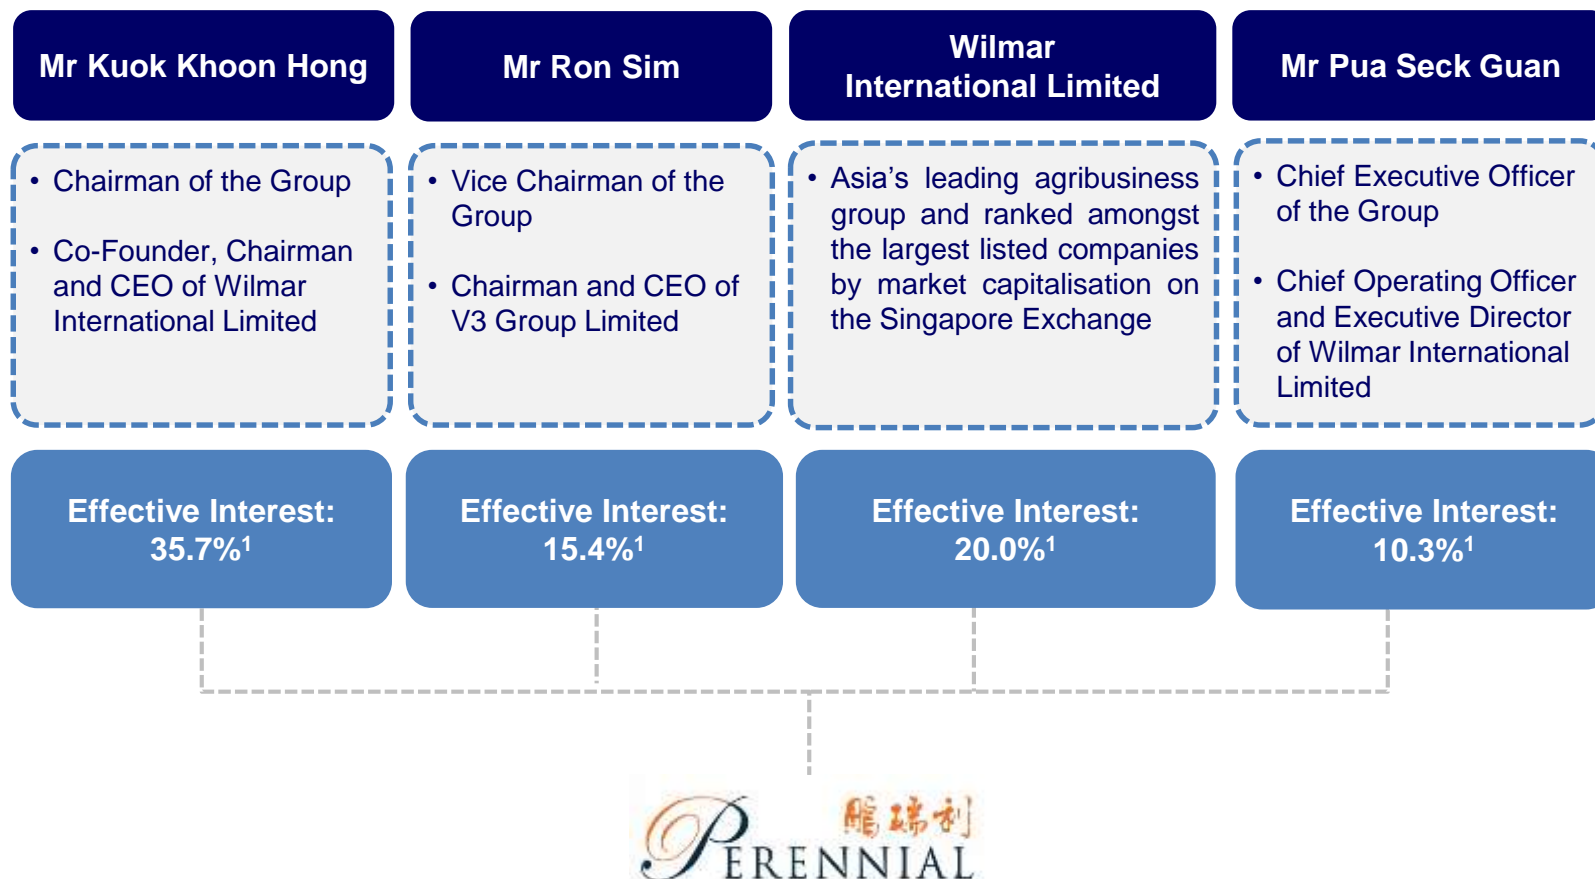 Mr Kuok Khoon Hong
• Chairman of the Group
• Co-Founder, Chairman
and CEO of Wilmar
International Limited
Effective Interest:
35.7%¹
Mr Ron Sim
• Vice Chairman of the
Group
• Chairman and CEO of
V3 Group Limited
Effective Interest:
15.4%¹
Wilmar
International Limited
• Asia's leading agribusiness
group and ranked amongst
the largest listed companies
by market capitalisation on
the Singapore Exchange
Effective Interest:
20.0%¹
Mr Pua Seck Guan
• Chief Executive Officer
of the Group
• Chief Operating Officer
and Executive Director
of Wilmar International
Limited
Effective Interest:
10.3%¹
鹏瑞利
PERENNIAL